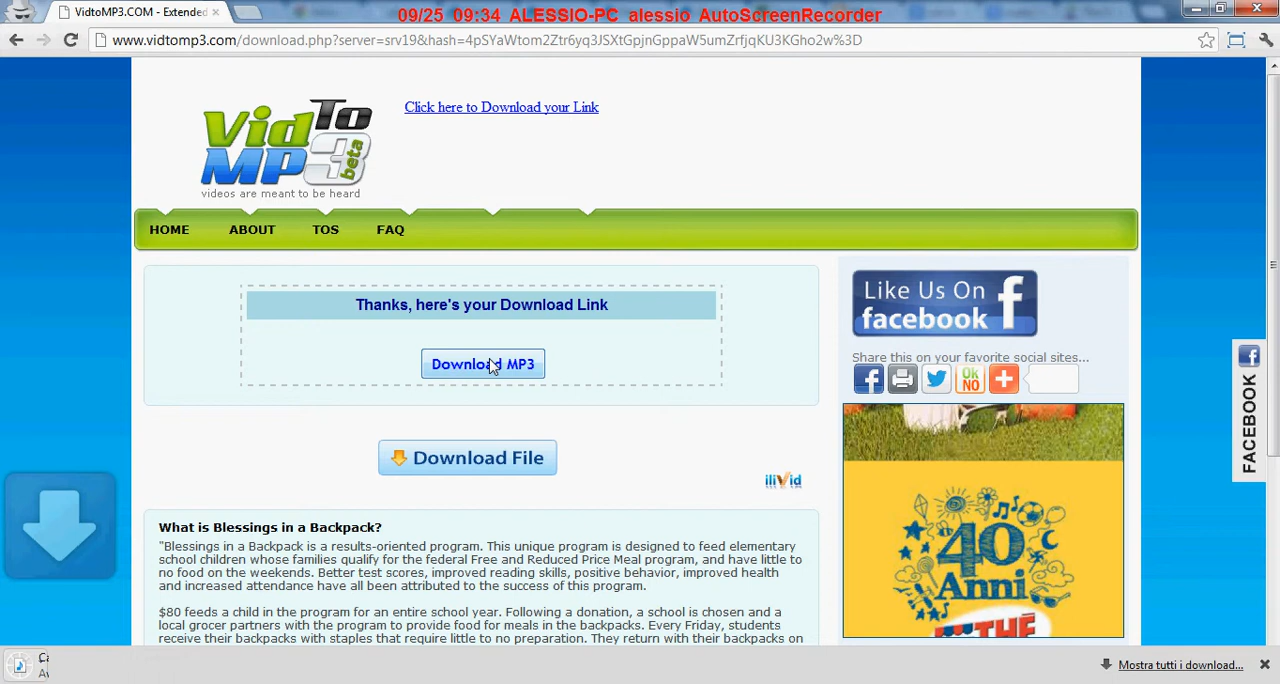 09/25 09:34 ALESSIO-PC alessio AutoScreenRecorder
VidtoMP3.COM - Extended
www.vidtomp3.com/download.php?server=srv19&hash=4pSYaWtom2Ztr6yq3JSXtGpjnGppaW5umZrfjqKU3KGho2w%3D
VidTo
MP3
beta
videos are meant to be heard
Click here to Download your Link
HOME
ABOUT
TOS
FAQ
Thanks, here's your Download Link
Download MP3
Download File
ilivid
Like Us On
facebook
f
Share this on your favorite social sites...
Ok
NO
FACEBOOK
40
Anni
THE
What is Blessings in a Backpack?
"Blessings in a Backpack is a results-oriented program. This unique program is designed to feed elementary
school children whose families qualify for the federal Free and Reduced Price Meal program, and have little to
no food on the weekends. Better test scores, improved reading skills, positive behavior, improved health
and increased attendance have all been attributed to the success of this program.
$80 feeds a child in the program for an entire school year. Following a donation, a school is chosen and a
local grocer partners with the program to provide food for meals in the backpacks. Every Friday, students
receive their backpacks with staples that require little to no preparation. They return with their backpacks on
Mostra tutti i download...